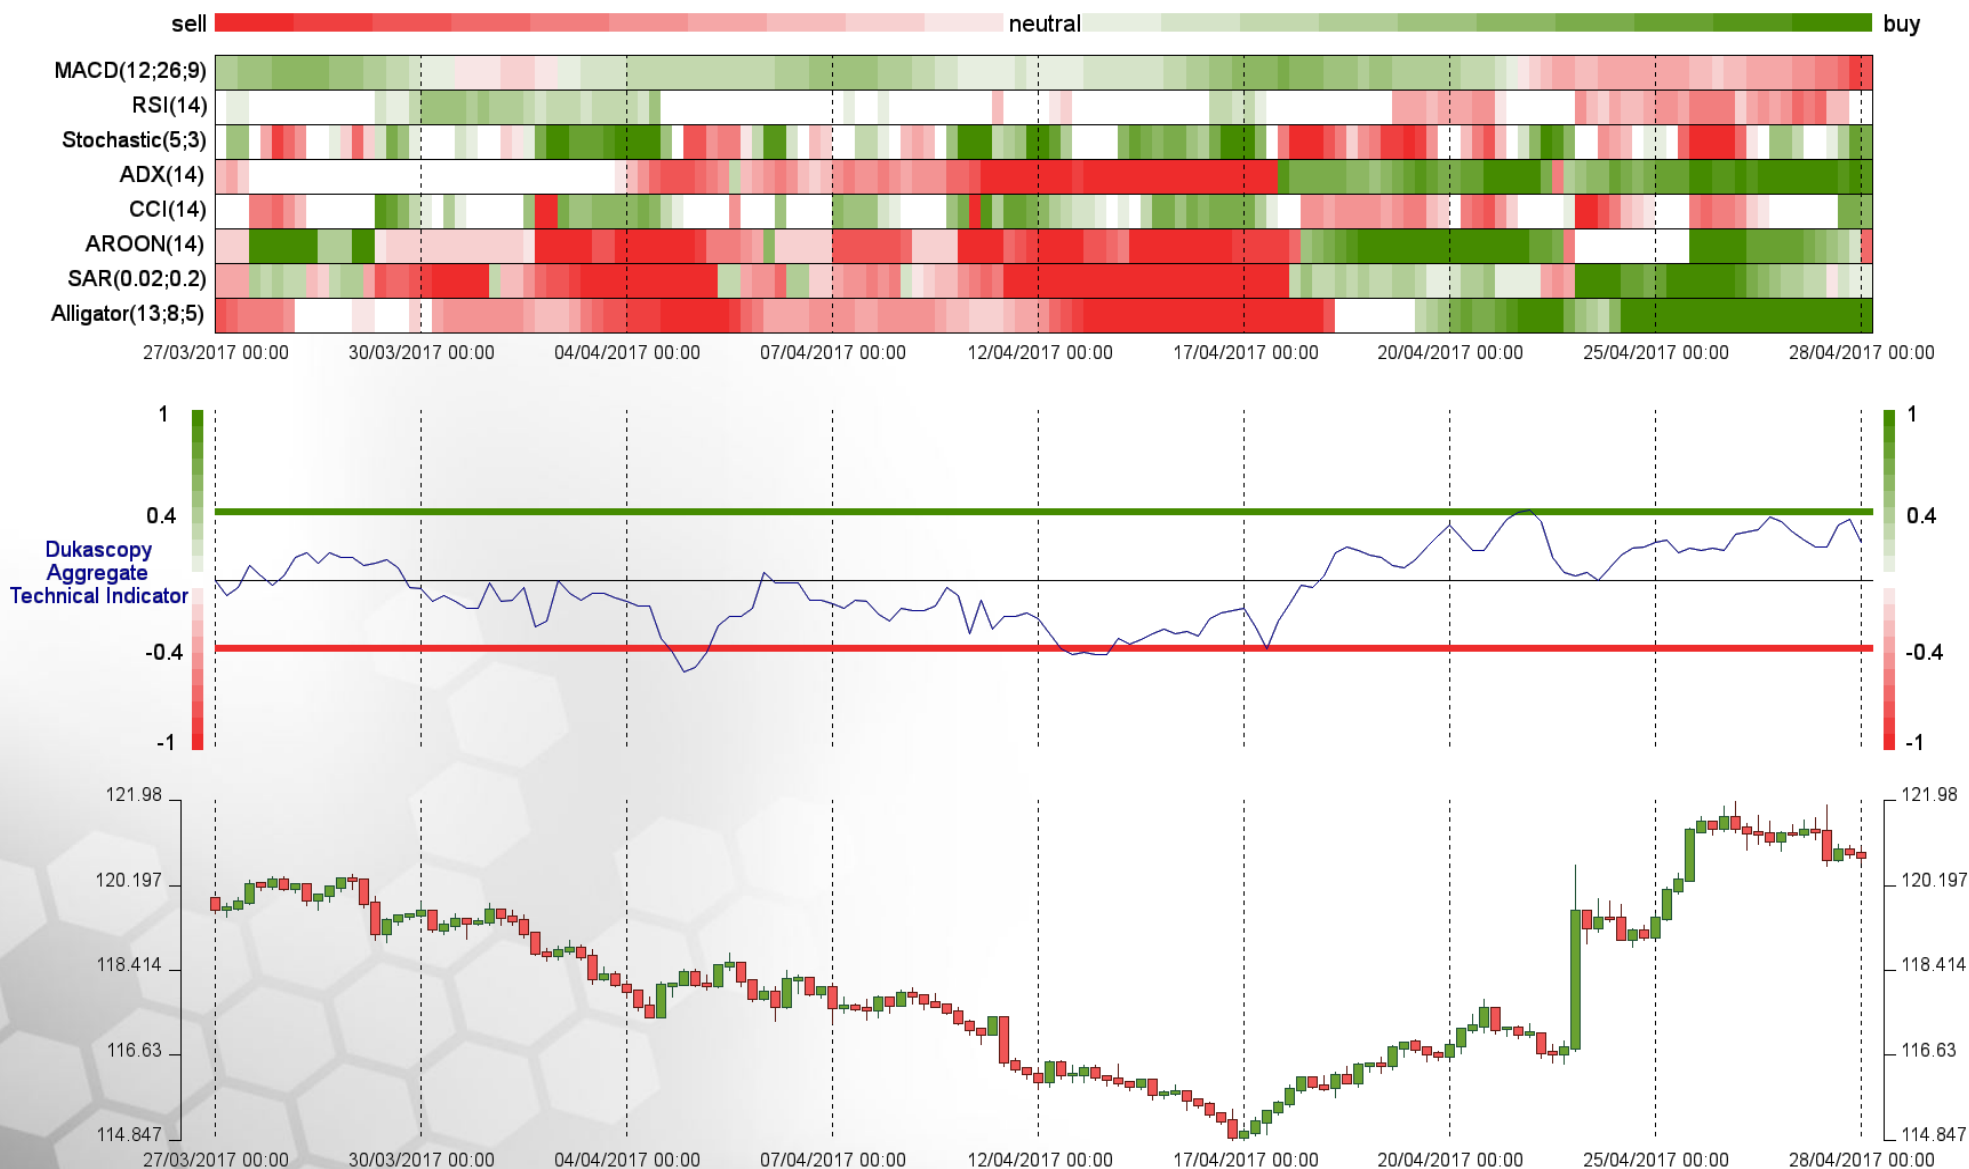 sell neutral buy
MACD(12;26;9)
RSI(14)
Stochastic(5;3)
ADX(14)
CCI(14)
AROON(14)
SAR(0.02;0.2)
Alligator(13;8;5)
27/03/2017 00:00 30/03/2017 00:00 04/04/2017 00:00 07/04/2017 00:00 12/04/2017 00:00 17/04/2017 00:00 20/04/2017 00:00 25/04/2017 00:00 28/04/2017 00:00
1 1
0.4 0.4
Dukascopy
Aggregate
Technical Indicator
-0.4 -0.4
-1 -1
121.98 121.98
120.197 120.197
118.414 118.414
116.63 116.63
114.847 114.847
27/03/2017 00:00 30/03/2017 00:00 04/04/2017 00:00 07/04/2017 00:00 12/04/2017 00:00 17/04/2017 00:00 20/04/2017 00:00 25/04/2017 00:00 28/04/2017 00:00